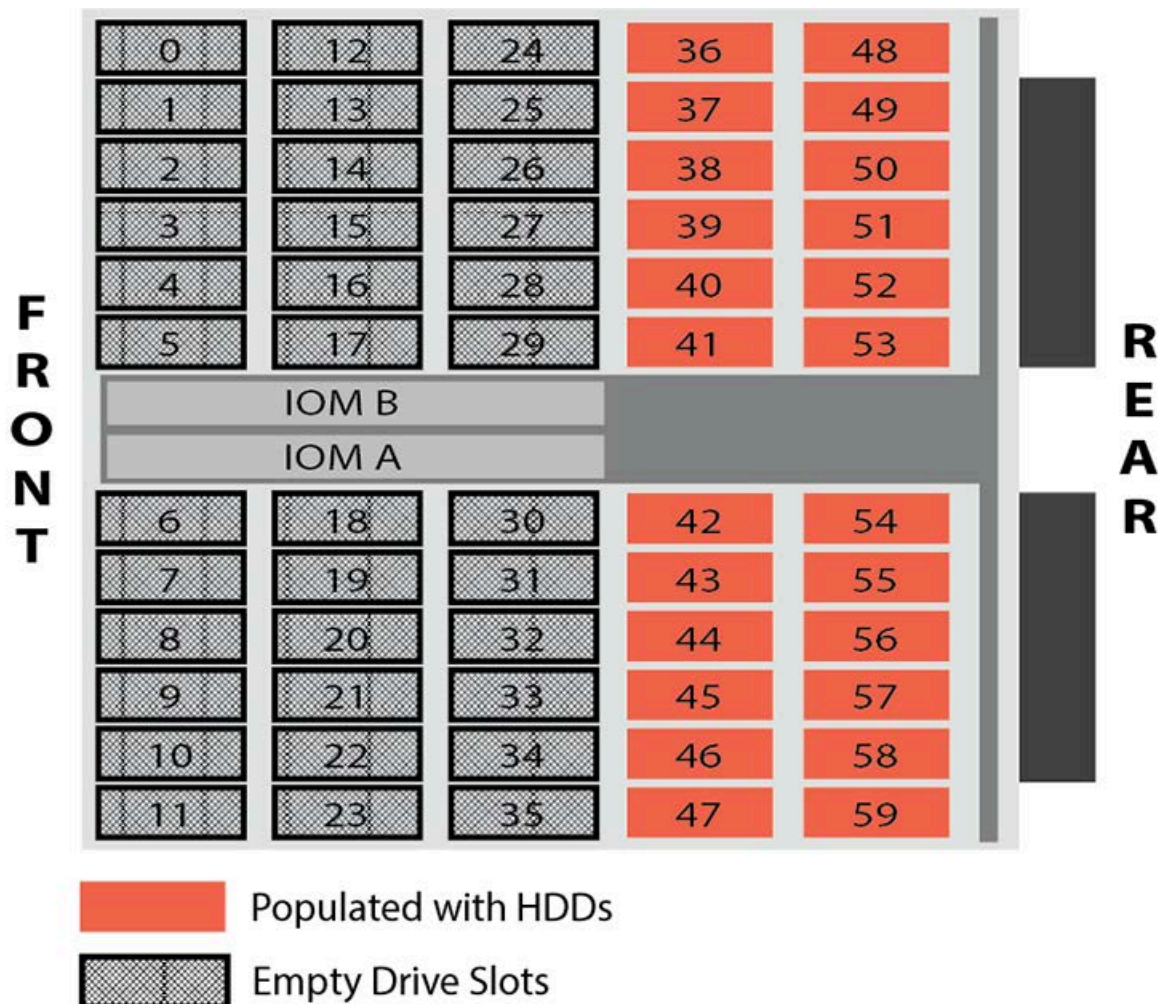 0 12 24 36 48
1 13 25 37 49
2 14 26 38 50
3 15 27 39 51
4 16 28 40 52
5 17 29 41 53
FRONT
IOM B
IOM A
REAR
6 18 30 42 54
7 19 31 43 55
8 20 32 44 56
9 21 33 45 57
10 22 34 46 58
11 23 35 47 59
Populated with HDDs
Empty Drive Slots